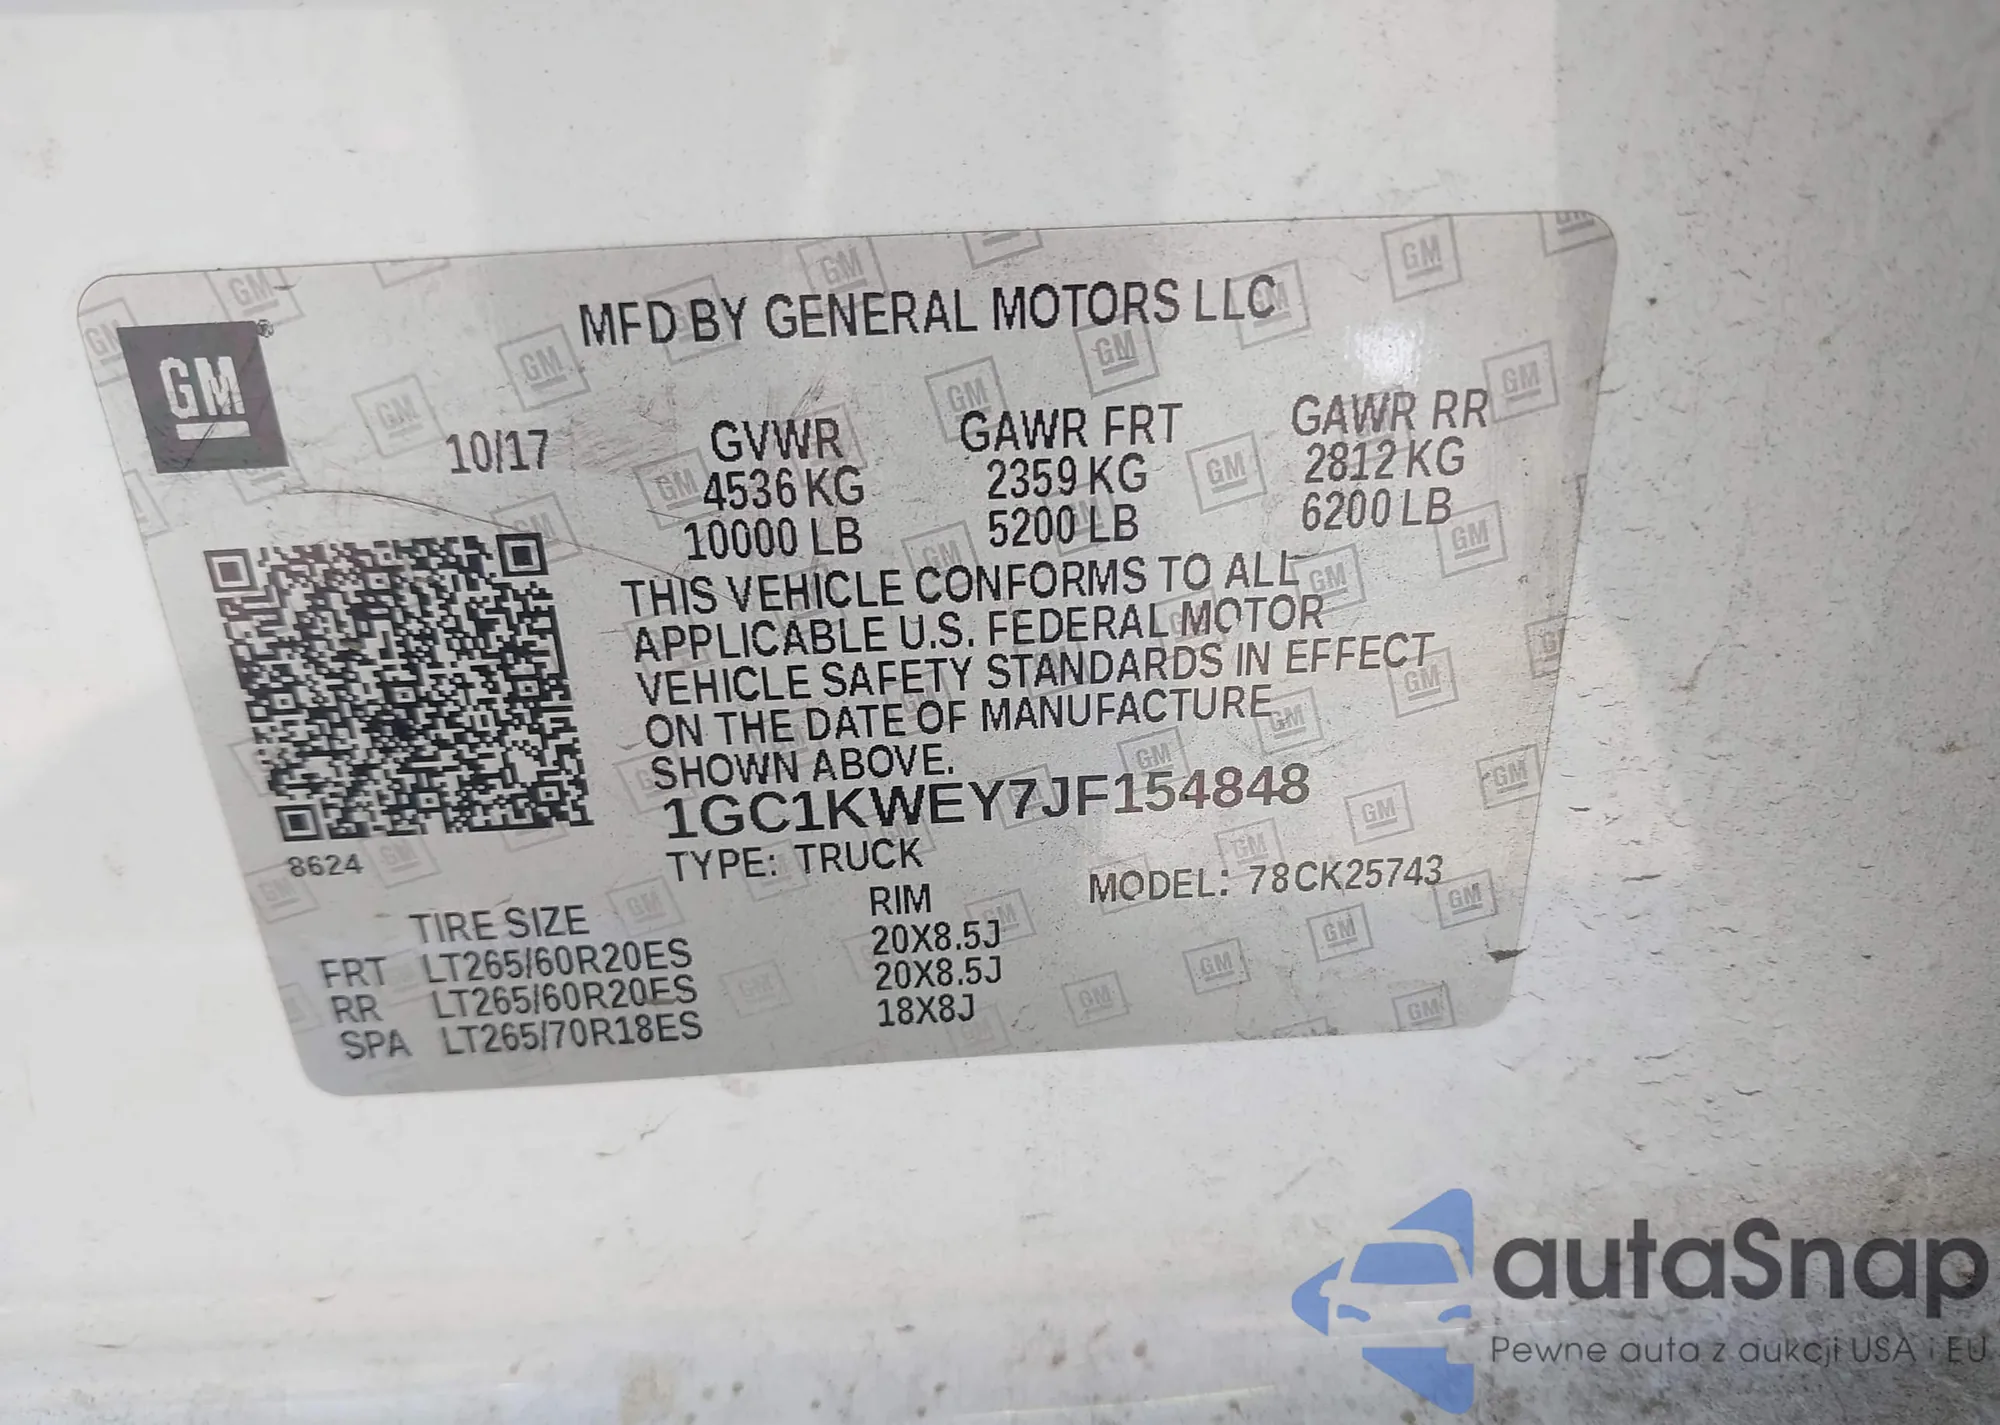 MFD BY GENERAL MOTORS LLC
GM
10/17
GVWR
4536 KG
10000 LB
GAWR FRT
2359 KG
5200 LB
GAWR RR
2812 KG
6200 LB
THIS VEHICLE CONFORMS TO ALL
APPLICABLE U.S. FEDERAL MOTOR
VEHICLE SAFETY STANDARDS IN EFFECT
ON THE DATE OF MANUFACTURE
SHOWN ABOVE.
1GC1KWEY7JF154848
8624
TYPE: TRUCK
MODEL: 78CK25743
TIRE SIZE RIM
FRT LT265/60R20ES 20X8.5J
RR LT265/60R20ES 20X8.5J
SPA LT265/70R18ES 18X8J
autaSnap
Pewne auta z aukcji USA i EU